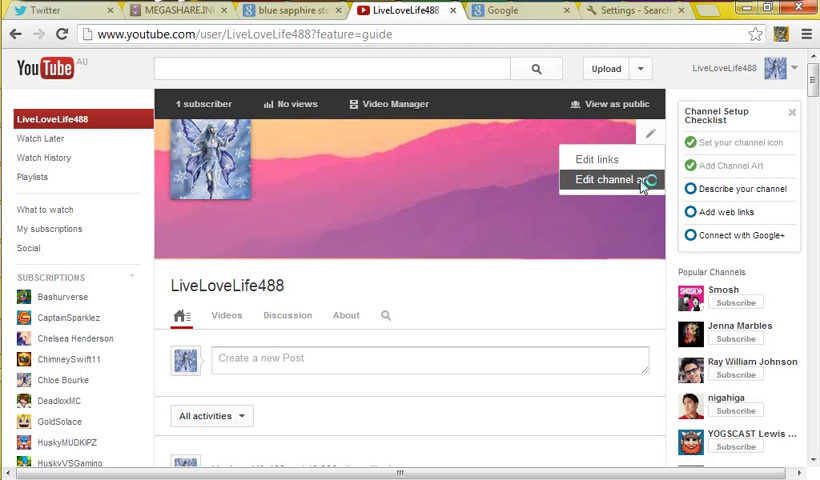 Twitter
MEGASHARE.IN
blue sapphire st
LiveLoveLife488 -
Google
Settings - Search
www.youtube.com/user/LiveLoveLife488?feature=guide
YouTube AU
Upload
LiveLoveLife488
LiveLoveLife488
Watch Later
Watch History
Playlists
What to watch
My subscriptions
Social
SUBSCRIPTIONS
Bashurverse
CaptainSparklez
Chelsea Henderson
ChimneySwift11
Chloe Bourke
DeadloxMC
GoldSolace
HuskyMUDKIPZ
HuskyVSGaming
1 subscriber
No views
Video Manager
View as public
Edit links
Edit channel
LiveLoveLife488
Videos
Discussion
About
Create a new Post
All activities
Channel Setup
Checklist
Set your channel icon
Add Channel Art
Describe your channel
Add web links
Connect with Google+
Popular Channels
Smosh
Subscribe
Jenna Marbles
Subscribe
Ray William Johnson
Subscribe
nigahiga
Subscribe
YOGSCAST Lewis ...
Subscribe